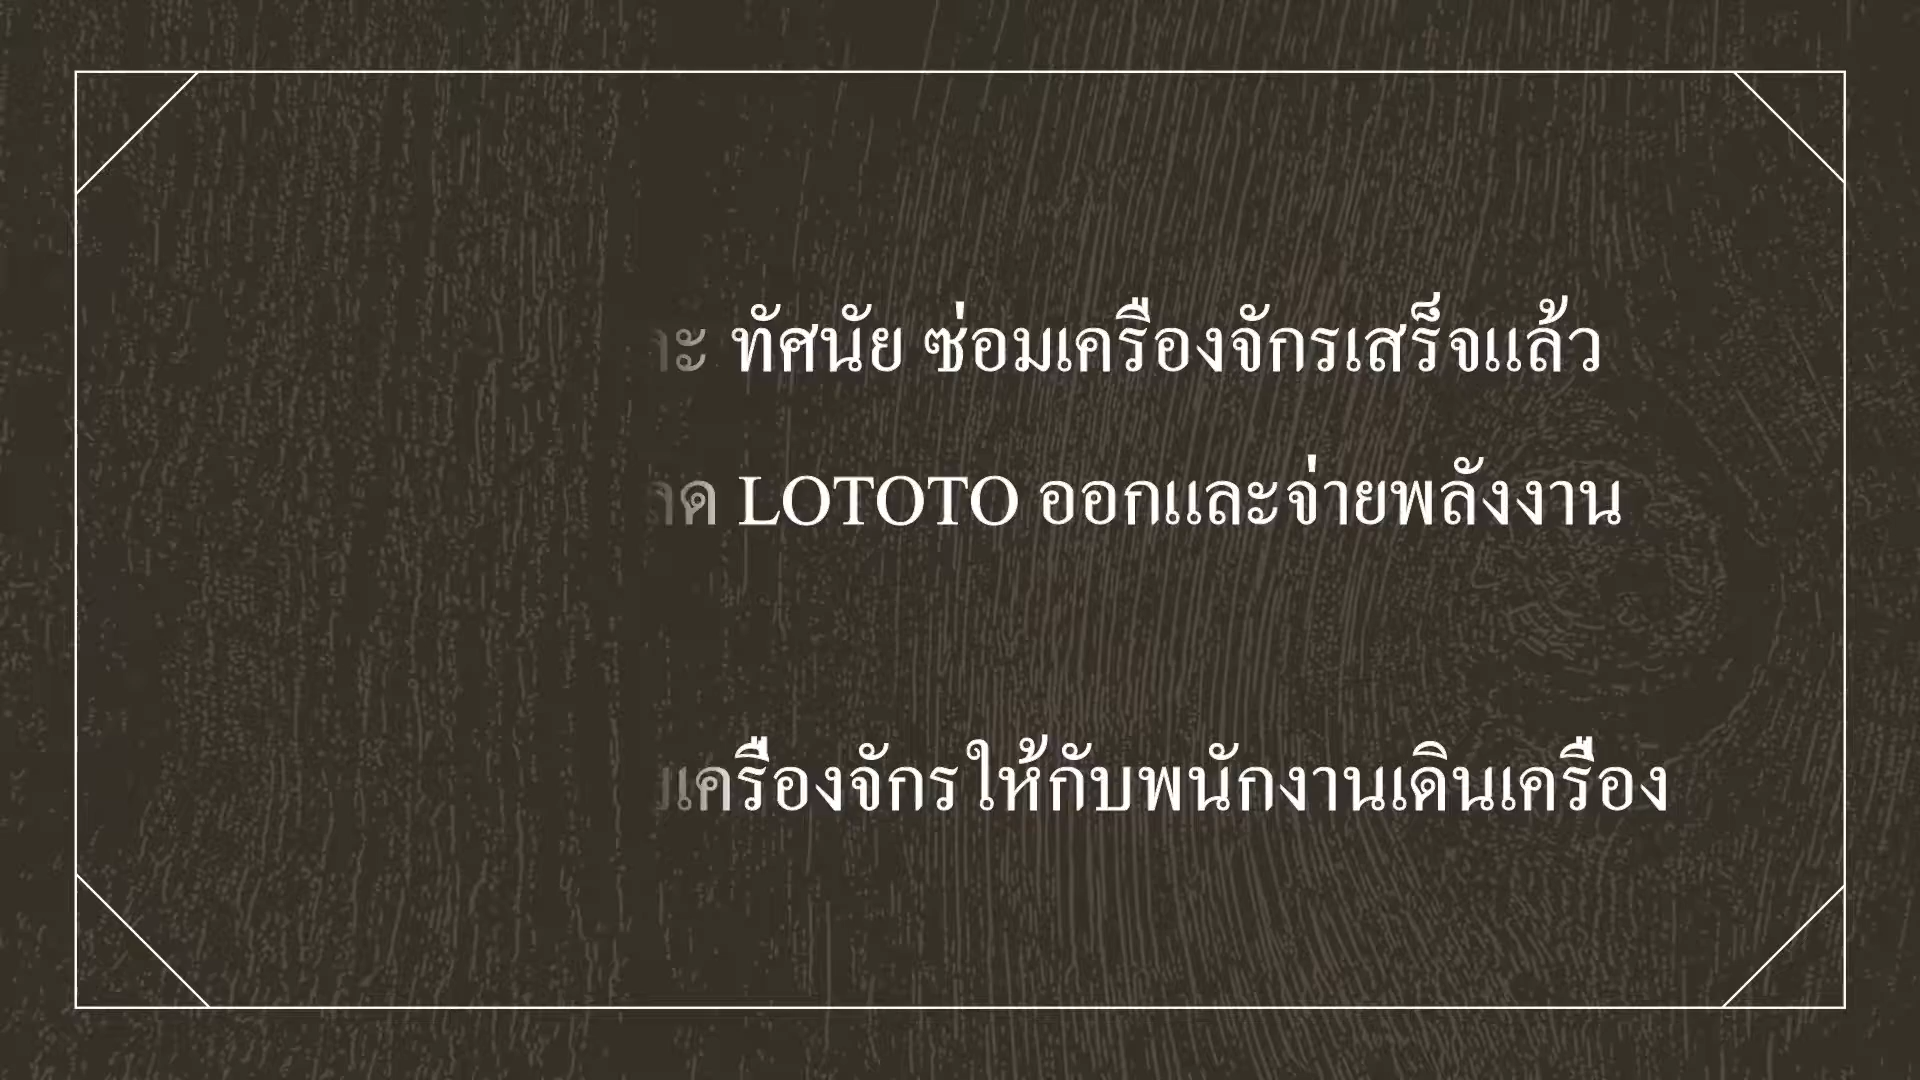 ทัศนัย ซ่อมเครื่องจักรเสร็จแล้ว
LOTOTO ออกและจ่ายพลังงาน
เครื่องจักรให้กับพนักงานเดินเครื่อง